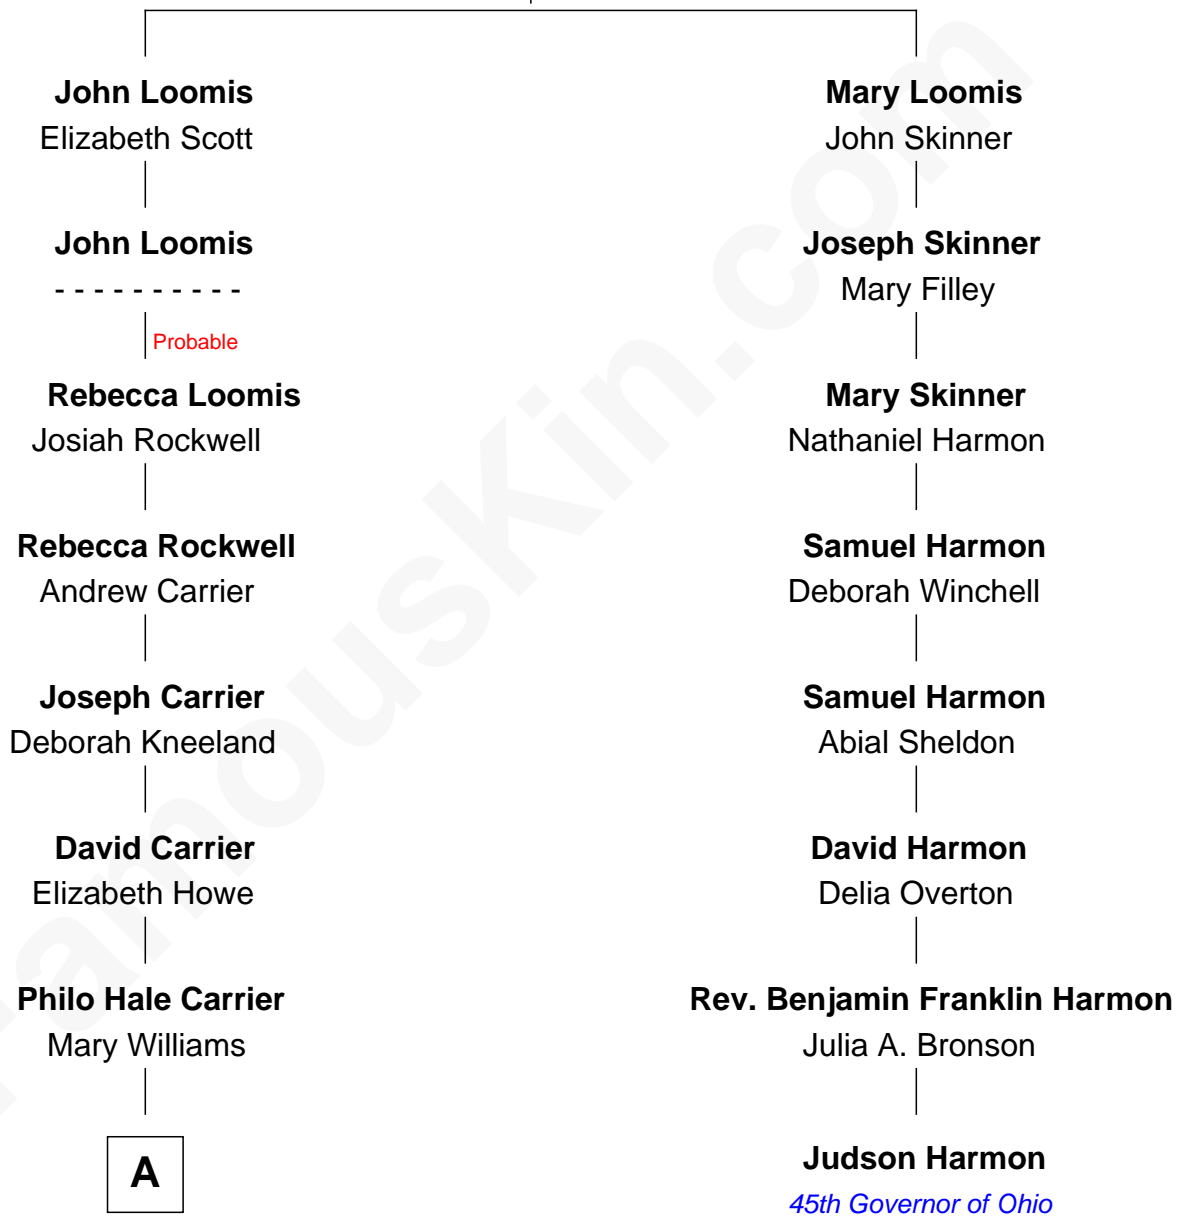 John Loomis
Elizabeth Scott
John Loomis
- - - - - - - - - -
Probable
Rebecca Loomis
Josiah Rockwell
Rebecca Rockwell
Andrew Carrier
Joseph Carrier
Deborah Kneeland
David Carrier
Elizabeth Howe
Philo Hale Carrier
Mary Williams
A
Mary Loomis
John Skinner
Joseph Skinner
Mary Filley
Mary Skinner
Nathaniel Harmon
Samuel Harmon
Deborah Winchell
Samuel Harmon
Abial Sheldon
David Harmon
Delia Overton
Rev. Benjamin Franklin Harmon
Julia A. Bronson
Judson Harmon
45th Governor of Ohio
FamousKin.com